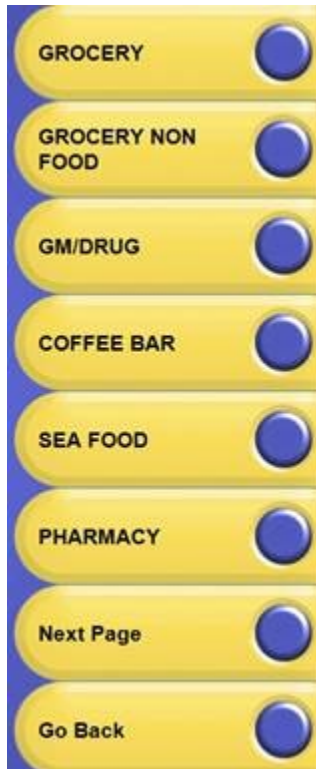 GROCERY
GROCERY NON
FOOD
GM/DRUG
COFFEE BAR
SEA FOOD
PHARMACY
Next Page
Go Back